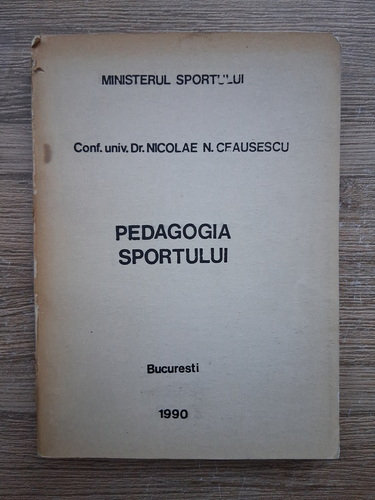 MINISTERUL SPORTULUI
Conf. univ. Dr. NICOLAE N. CEAUSESCU
PEDAGOGIA
SPORTULUI
Bucuresti
1990